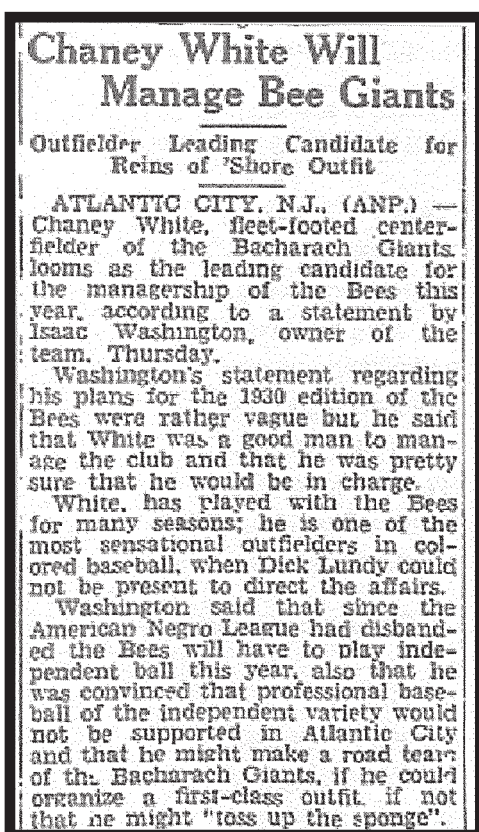 Chaney White Will
Manage Bee Giants
Outfielder Leading Candidate for
Reins of 'Shore Outfit
ATLANTIC CITY, N.J., (ANP.) —
Chaney White, fleet-footed center-
fielder of the Bacharach Giants,
looms as the leading candidate for
the managership of the Bees this
year, according to a statement by
Isaac Washington, owner of the
team, Thursday.
Washington's statement regarding
his plans for the 1930 edition of the
Bees were rather vague but he said
that White was a good man to man-
age the club and that he was pretty
sure that he would be in charge.
White, has played with the Bees
for many seasons; he is one of the
most sensational outfielders in col-
ored baseball, when Dick Lundy could
not be present to direct the affairs.
Washington said that since the
American Negro League had disband-
ed the Bees will have to play inde-
pendent ball this year, also that he
was convinced that professional base-
ball of the independent variety would
not be supported in Atlantic City
and that he might make a road team
of the Bacharach Giants, if he could
organize a first-class outfit, if not
that he might "toss up the sponge".